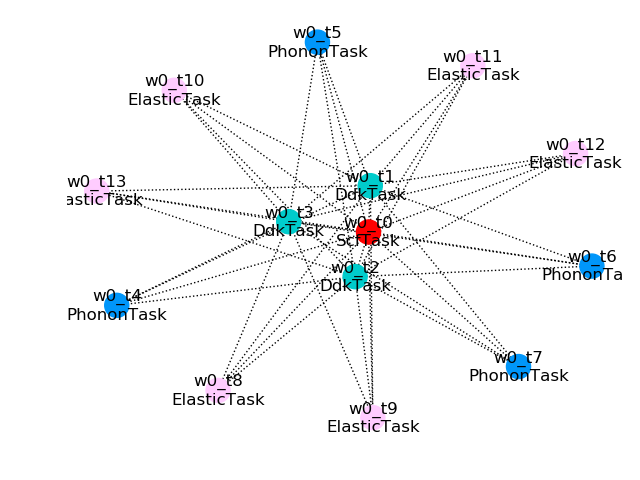 w0_t5
PhononTask
w0_t11
ElasticTask
w0_t10
ElasticTask
w0_t12
ElasticTask
w0_t13
asticTask
w0_t1
DdkTask
w0_t3
DdkTask
w0_t0
ScfTask
w0_t2
DdkTask
w0_t6
PhononTa
w0_t4
PhononTask
w0_t7
PhononTask
w0_t8
ElasticTask
w0_t9
ElasticTask